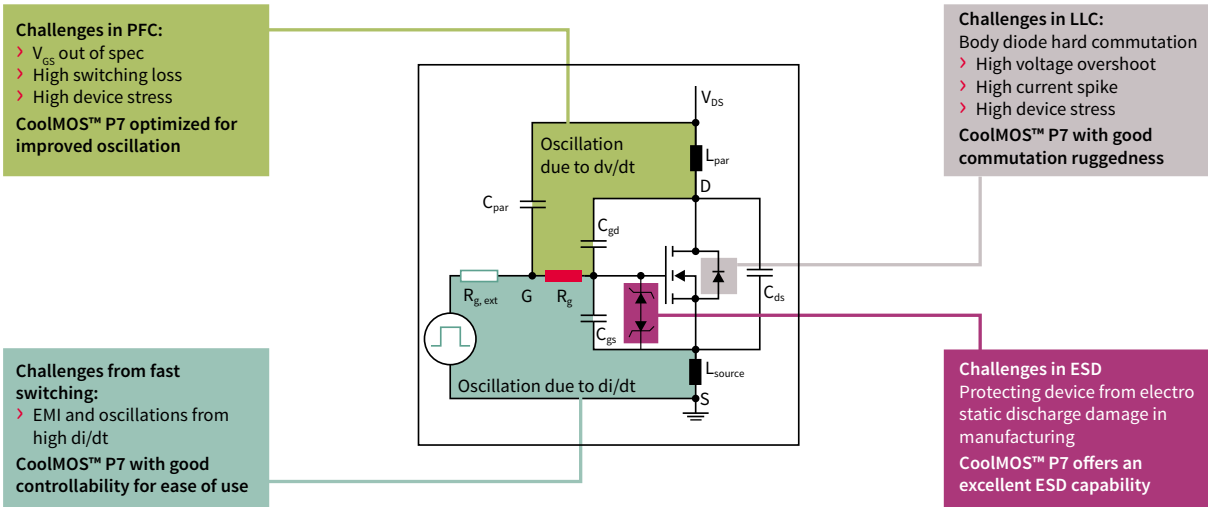 Challenges in PFC:
› VGS out of spec
› High switching loss
› High device stress
CoolMOS™ P7 optimized for
improved oscillation
Challenges in LLC:
Body diode hard commutation
› High voltage overshoot
› High current spike
› High device stress
CoolMOS™ P7 with good
commutation ruggedness
VDS
Oscillation
due to dv/dt
Lpar
D
Cpar
Cgd
Rg, ext
G
Rg
Cds
Cgs
Lsource
Oscillation due to di/dt
S
Challenges from fast
switching:
› EMI and oscillations from
high di/dt
CoolMOS™ P7 with good
controllability for ease of use
Challenges in ESD
Protecting device from electro
static discharge damage in
manufacturing
CoolMOS™ P7 offers an
excellent ESD capability